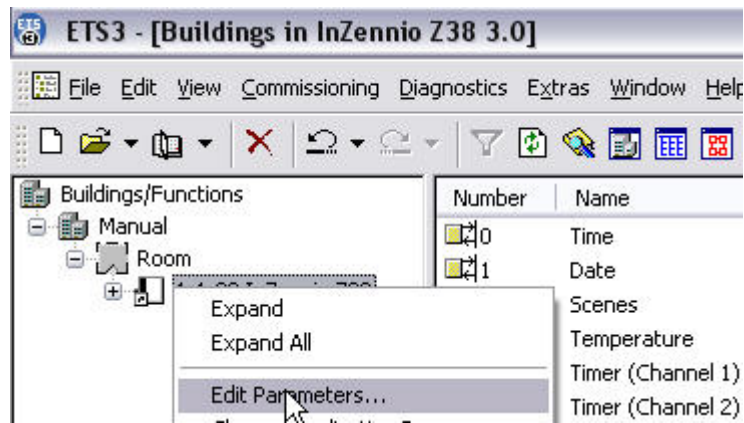 ETS3 - [Buildings in InZennio Z38 3.0]
File Edit View Commissioning Diagnostics Extras Window Help
Buildings/Functions
Number Name
Manual
0 Time
Room
1 Date
Expand
Scenes
Expand All
Temperature
Timer (Channel 1)
Edit Parameters...
Timer (Channel 2)